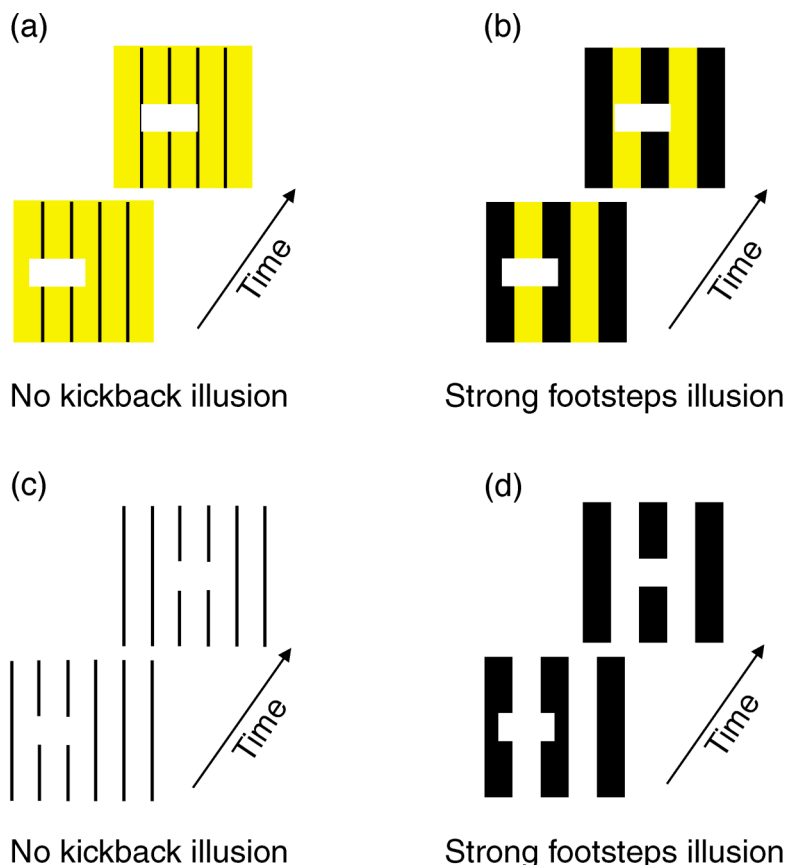 (a)
(b)
Time
Time
No kickback illusion
Strong footsteps illusion
(c)
(d)
Time
Time
No kickback illusion
Strong footsteps illusion